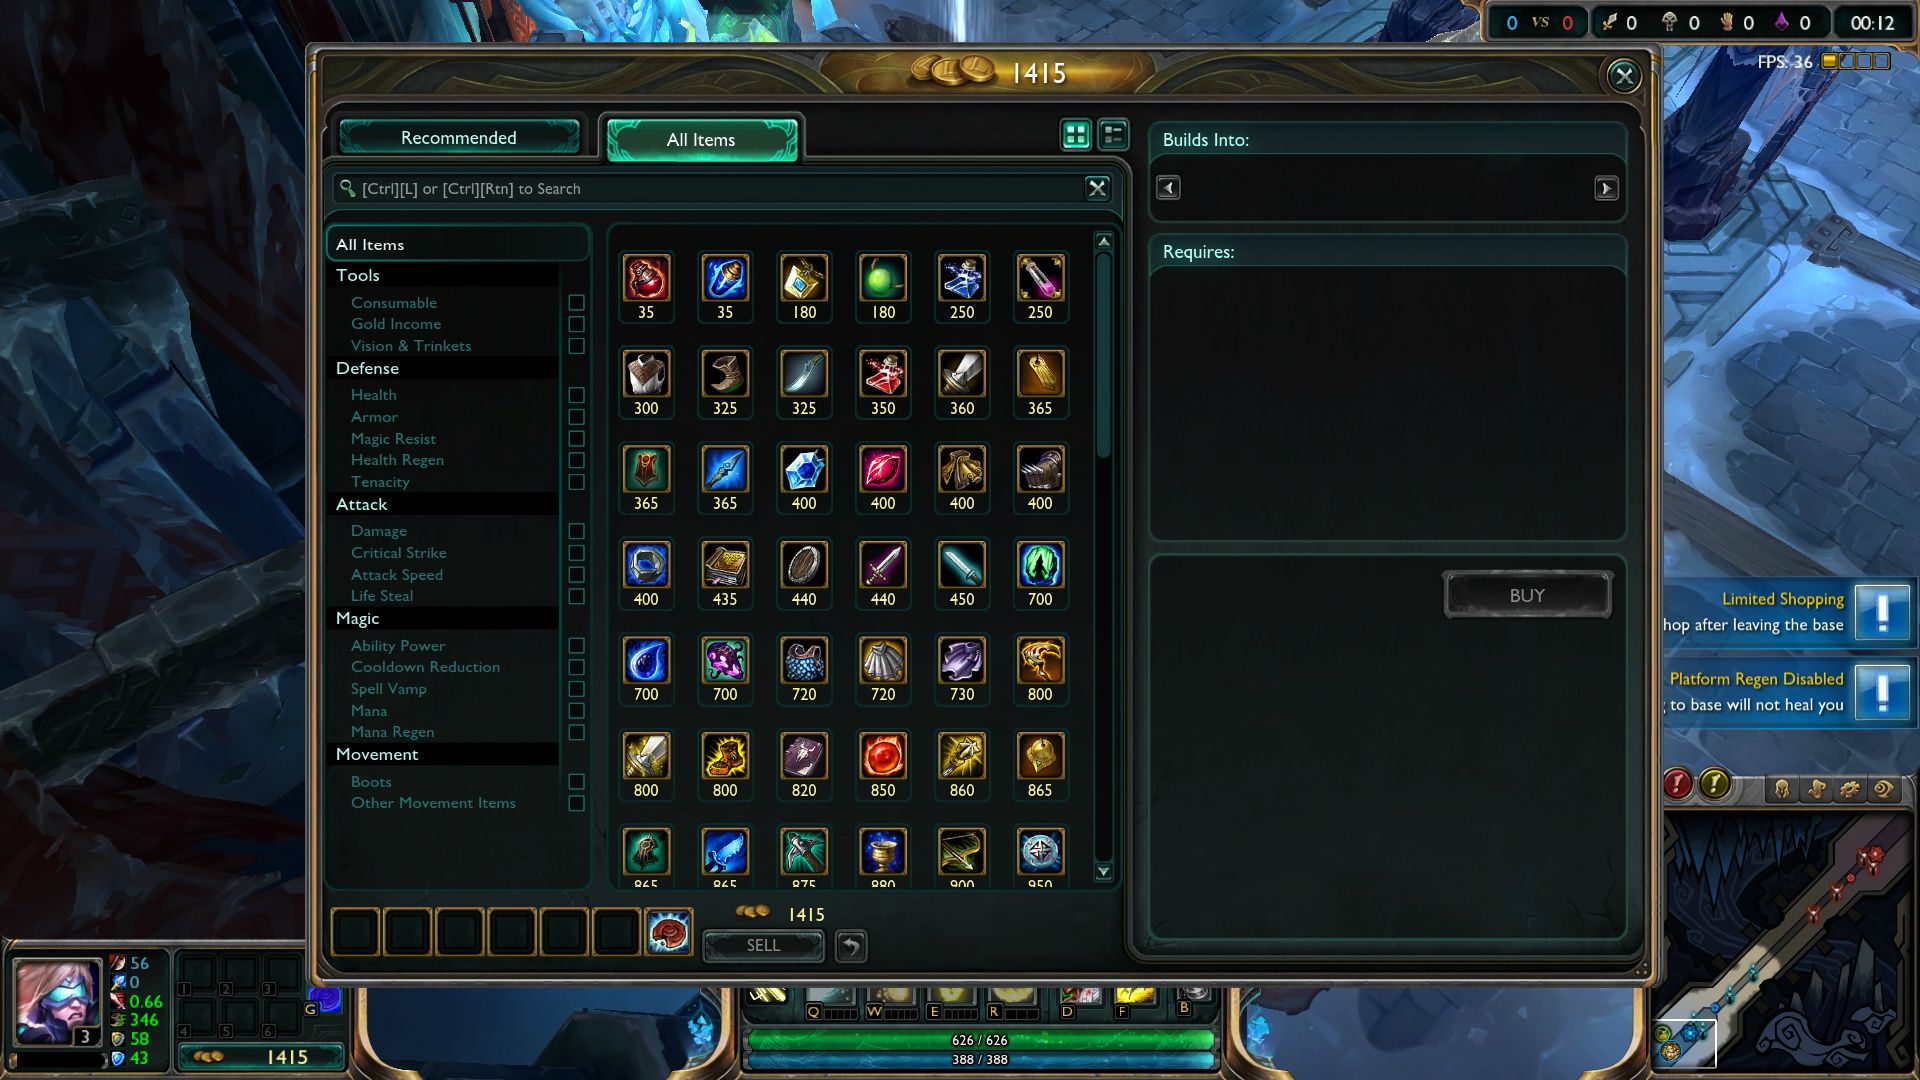 0 VS 0 0 0 0 0 00:12
FPS: 36
1415
Recommended
All Items
[Ctrl][L] or [Ctrl][Rtn] to Search
All Items
Tools
Consumable
Gold Income
Vision & Trinkets
Defense
Health
Armor
Magic Resist
Health Regen
Tenacity
Attack
Damage
Critical Strike
Attack Speed
Life Steal
Magic
Ability Power
Cooldown Reduction
Spell Vamp
Mana
Mana Regen
Movement
Boots
Other Movement Items
35 35 180 180 250 250
300 325 325 350 360 365
365 365 400 400 400 400
400 435 440 440 450 700
700 700 720 720 730 800
800 800 820 850 860 865
865 865 875 880 900 950
Builds Into:
Requires:
BUY
Limited Shopping
hop after leaving the base
Platform Regen Disabled
to base will not heal you
1415
SELL
56
0
0.66
346
58
43
3
1 2 3
4 5 6
G
1415
Q W E R D F B
626 / 626
388 / 388